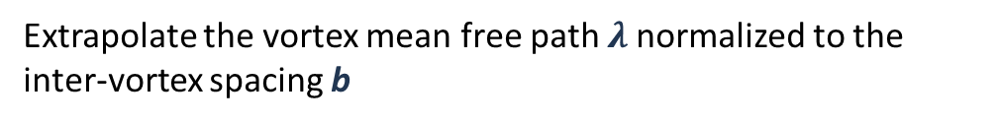 Extrapolate the vortex mean free path λ normalized to the
inter-vortex spacing b